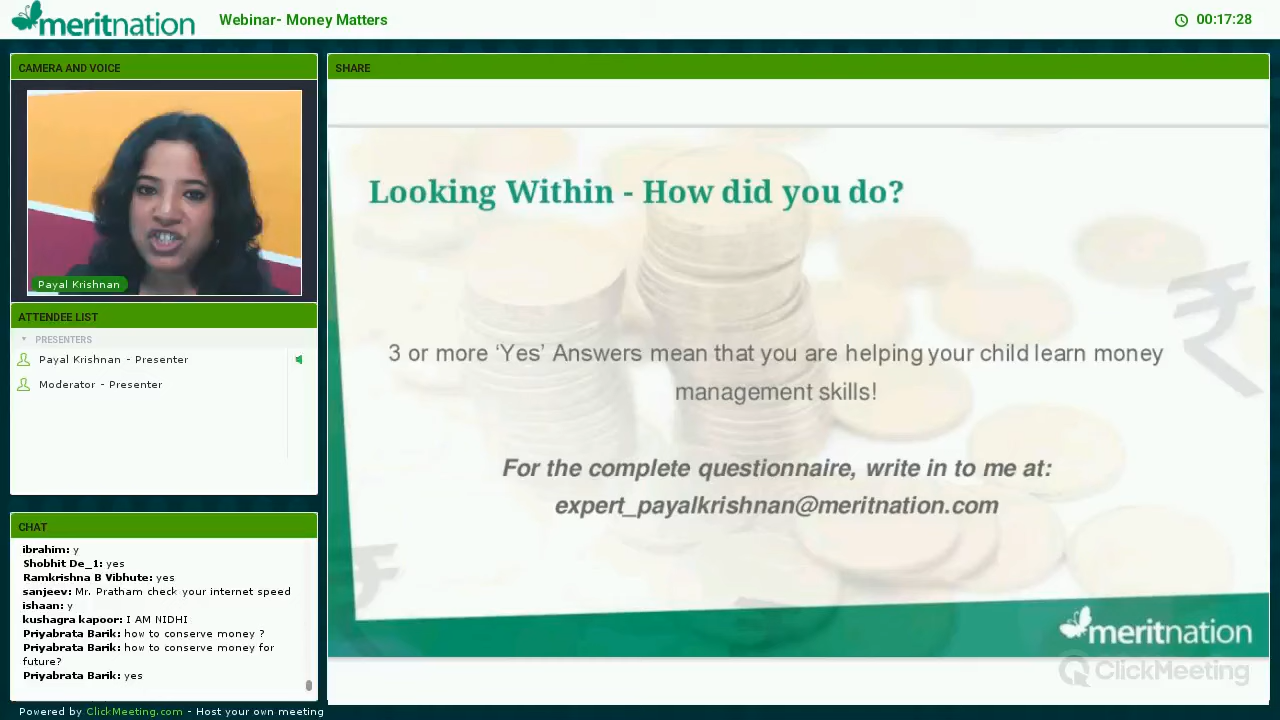 meritnation
Webinar- Money Matters
00:17:28
CAMERA AND VOICE
Payal Krishnan
ATTENDEE LIST
PRESENTERS
Payal Krishnan - Presenter
Moderator - Presenter
CHAT
ibrahim: y
Shobhit De_1: yes
Ramkrishna B Vibhute: yes
sanjeev: Mr. Pratham check your internet speed
ishaan: y
kushagra kapoor: I AM NIDHI
Priyabrata Barik: how to conserve money ?
Priyabrata Barik: how to conserve money for
future?
Priyabrata Barik: yes
SHARE
Looking Within - How did you do?
3 or more ‘Yes’ Answers mean that you are helping your child learn money
management skills!
For the complete questionnaire, write in to me at:
expert_payalkrishnan@meritnation.com
₹
₹
meritnation
ClickMeeting
Powered by ClickMeeting.com - Host your own meeting